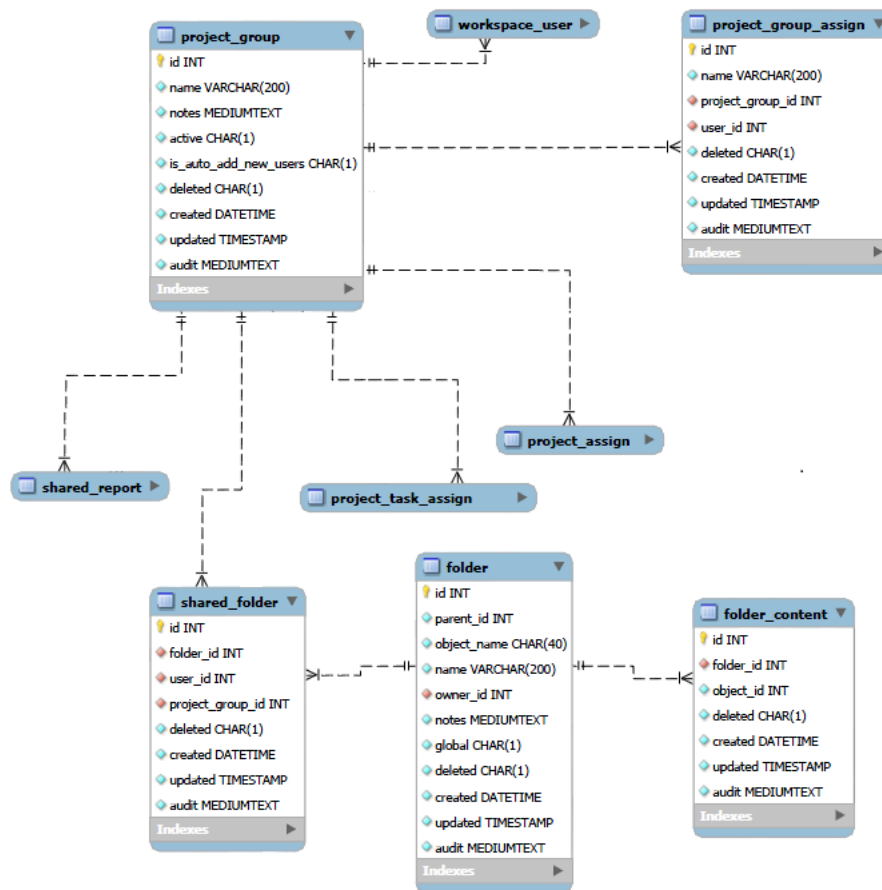 project_group
id INT
name VARCHAR(200)
notes MEDIUMTEXT
active CHAR(1)
is_auto_add_new_users CHAR(1)
deleted CHAR(1)
created DATETIME
updated TIMESTAMP
audit MEDIUMTEXT
Indexes
workspace_user
project_group_assign
id INT
name VARCHAR(200)
project_group_id INT
user_id INT
deleted CHAR(1)
created DATETIME
updated TIMESTAMP
audit MEDIUMTEXT
Indexes
project_assign
shared_report
project_task_assign
shared_folder
id INT
folder_id INT
user_id INT
project_group_id INT
deleted CHAR(1)
created DATETIME
updated TIMESTAMP
audit MEDIUMTEXT
Indexes
folder
id INT
parent_id INT
object_name CHAR(40)
name VARCHAR(200)
owner_id INT
notes MEDIUMTEXT
global CHAR(1)
deleted CHAR(1)
created DATETIME
updated TIMESTAMP
audit MEDIUMTEXT
Indexes
folder_content
id INT
folder_id INT
object_id INT
deleted CHAR(1)
created DATETIME
updated TIMESTAMP
audit MEDIUMTEXT
Indexes